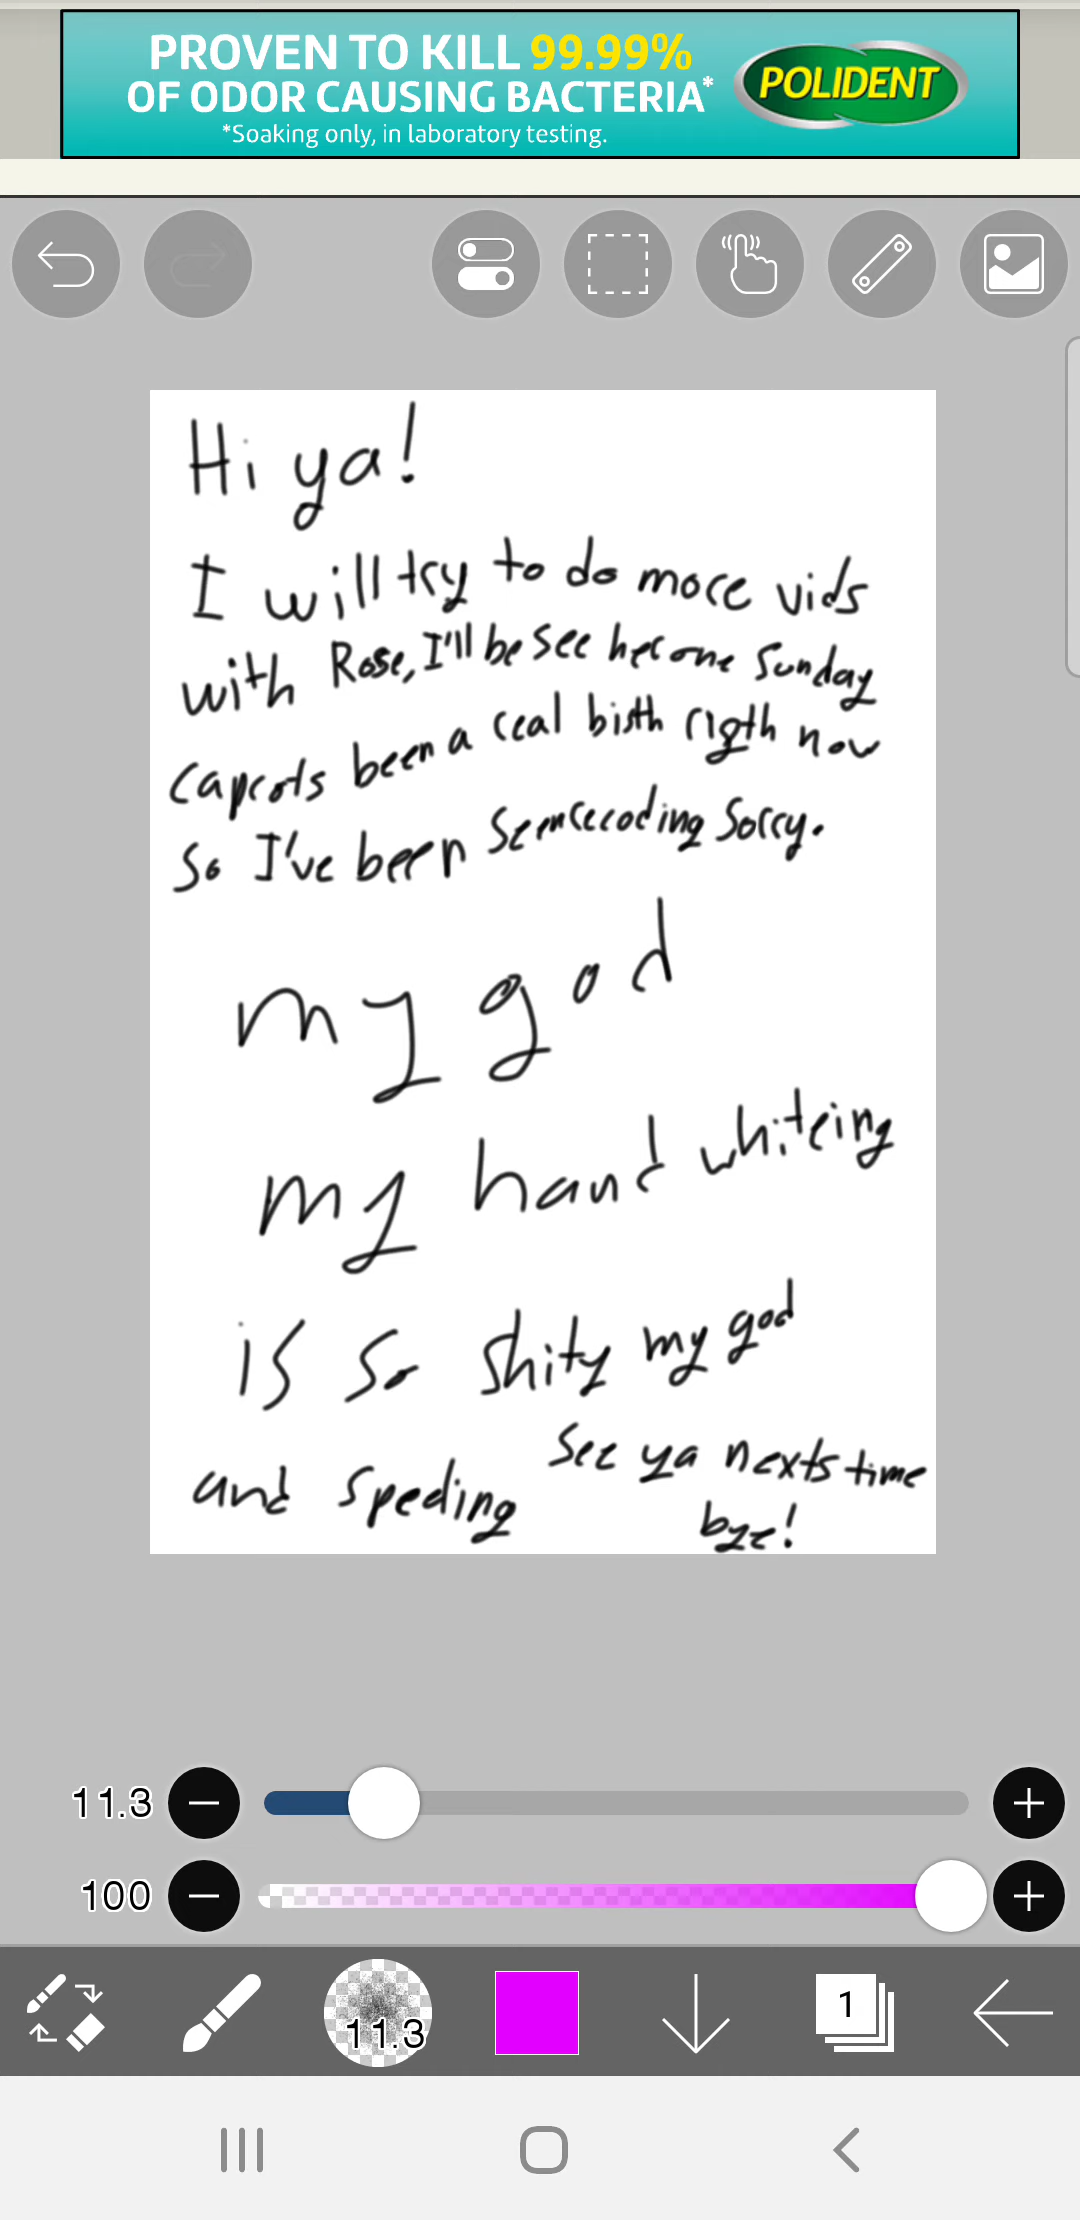 PROVEN TO KILL 99.99%
OF ODOR CAUSING BACTERIA*
*Soaking only, in laboratory testing.
POLIDENT
Hi ya!
I will try to do more vids
with Rose, I'll be see her one Sunday
been a real bisth rigth now
So I've been Sorry.
my god
my hand whiteing
is so shity my god
and speding
See ya nexts time
bye!
11.3
100
11.3
1